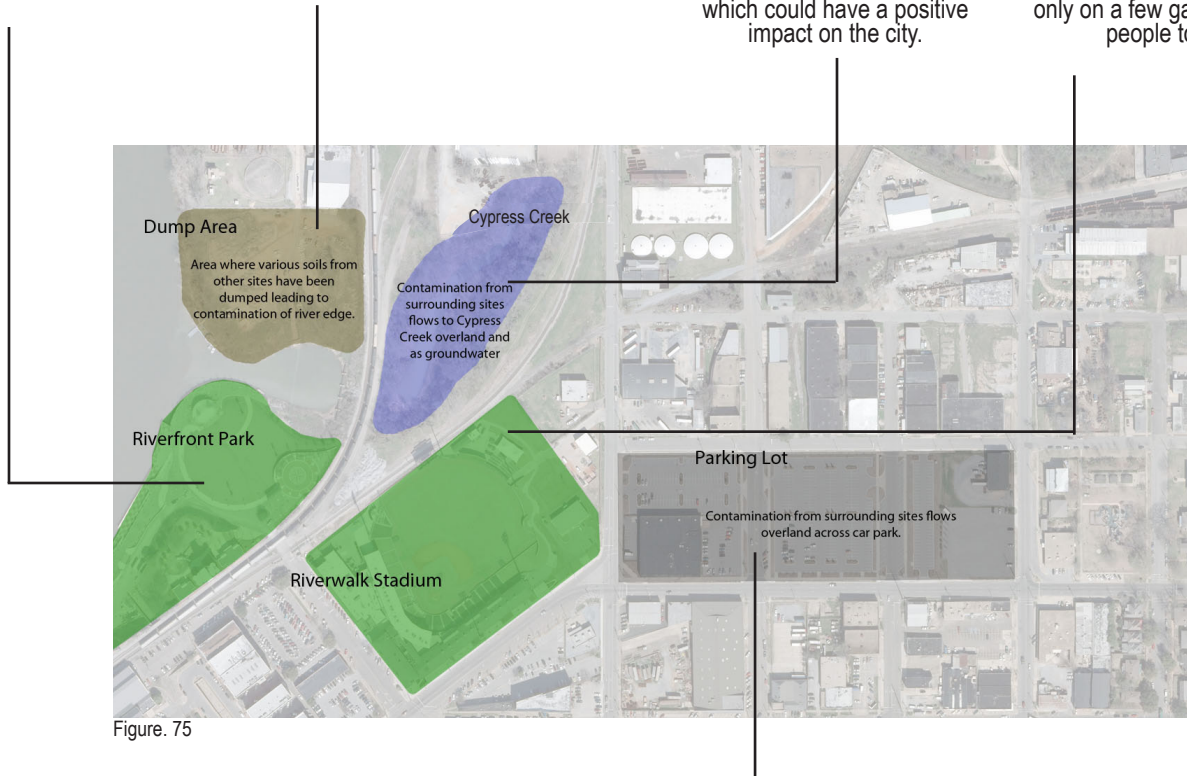 which could have a positive
impact on the city.
only on a few ga
people to
Dump Area
Area where various soils from
other sites have been
dumped leading to
contamination of river edge.
Cypress Creek
Contamination from
surrounding sites
flows to Cypress
Creek overland and
as groundwater
Riverfront Park
Riverwalk Stadium
Parking Lot
Contamination from surrounding sites flows
overland across car park.
Figure. 75